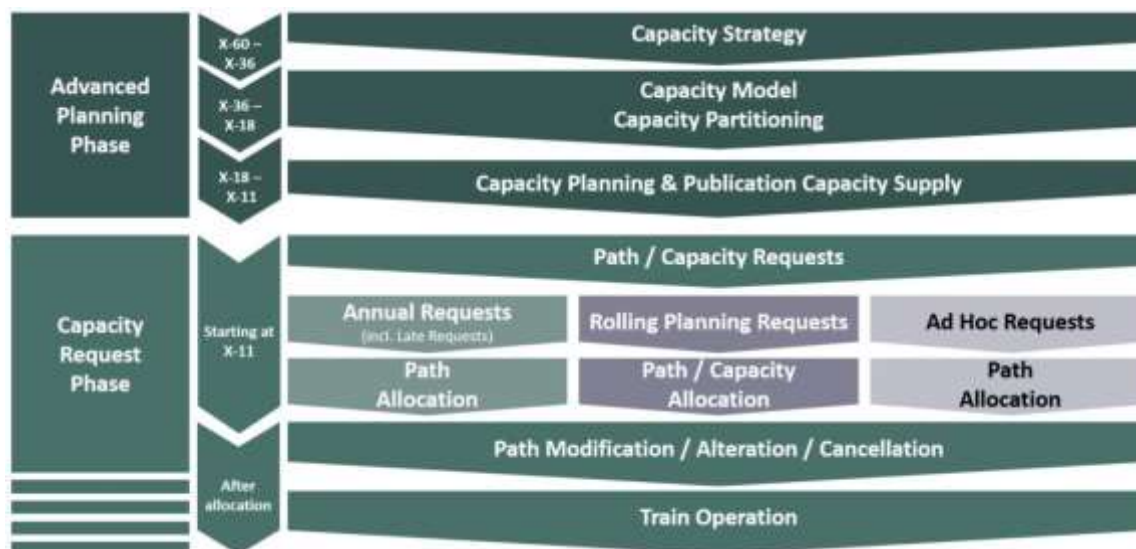 Advanced
Planning
Phase
X-60 –
X-36
Capacity Strategy
X-36 –
X-18
Capacity Model
Capacity Partitioning
X-18 –
X-11
Capacity Planning & Publication Capacity Supply
Capacity
Request
Phase
Starting at
X-11
Path / Capacity Requests
Annual Requests
(incl. Late Requests)
Rolling Planning Requests
Ad Hoc Requests
Path
Allocation
Path / Capacity
Allocation
Path
Allocation
After
allocation
Path Modification / Alteration / Cancellation
Train Operation